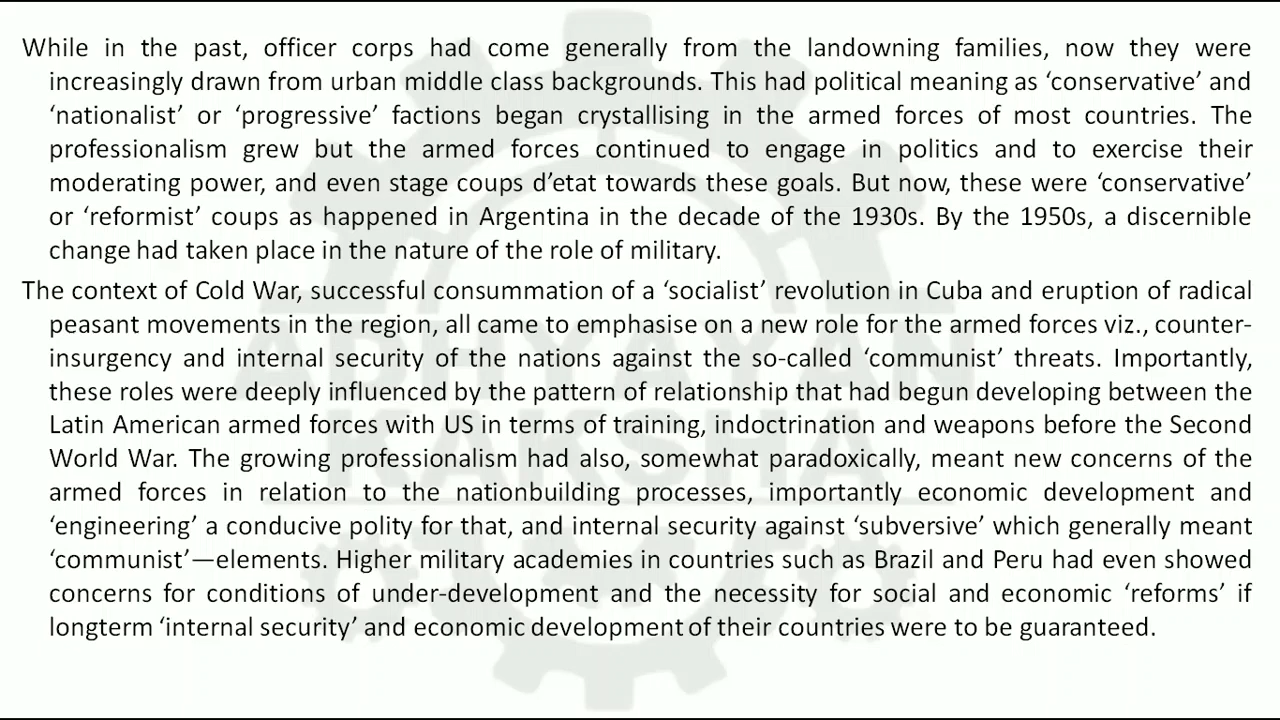 While in the past, officer corps had come generally from the landowning families, now they were
increasingly drawn from urban middle class backgrounds. This had political meaning as ‘conservative’ and
‘nationalist’ or ‘progressive’ factions began crystallising in the armed forces of most countries. The
professionalism grew but the armed forces continued to engage in politics and to exercise their
moderating power, and even stage coups d’etat towards these goals. But now, these were ‘conservative’
or ‘reformist’ coups as happened in Argentina in the decade of the 1930s. By the 1950s, a discernible
change had taken place in the nature of the role of military.
The context of Cold War, successful consummation of a ‘socialist’ revolution in Cuba and eruption of radical
peasant movements in the region, all came to emphasise on a new role for the armed forces viz., counter-
insurgency and internal security of the nations against the so-called ‘communist’ threats. Importantly,
these roles were deeply influenced by the pattern of relationship that had begun developing between the
Latin American armed forces with US in terms of training, indoctrination and weapons before the Second
World War. The growing professionalism had also, somewhat paradoxically, meant new concerns of the
armed forces in relation to the nationbuilding processes, importantly economic development and
‘engineering’ a conducive polity for that, and internal security against ‘subversive’ which generally meant
‘communist’—elements. Higher military academies in countries such as Brazil and Peru had even showed
concerns for conditions of under-development and the necessity for social and economic ‘reforms’ if
longterm ‘internal security’ and economic development of their countries were to be guaranteed.
ADHYAYAN
KAKSHA